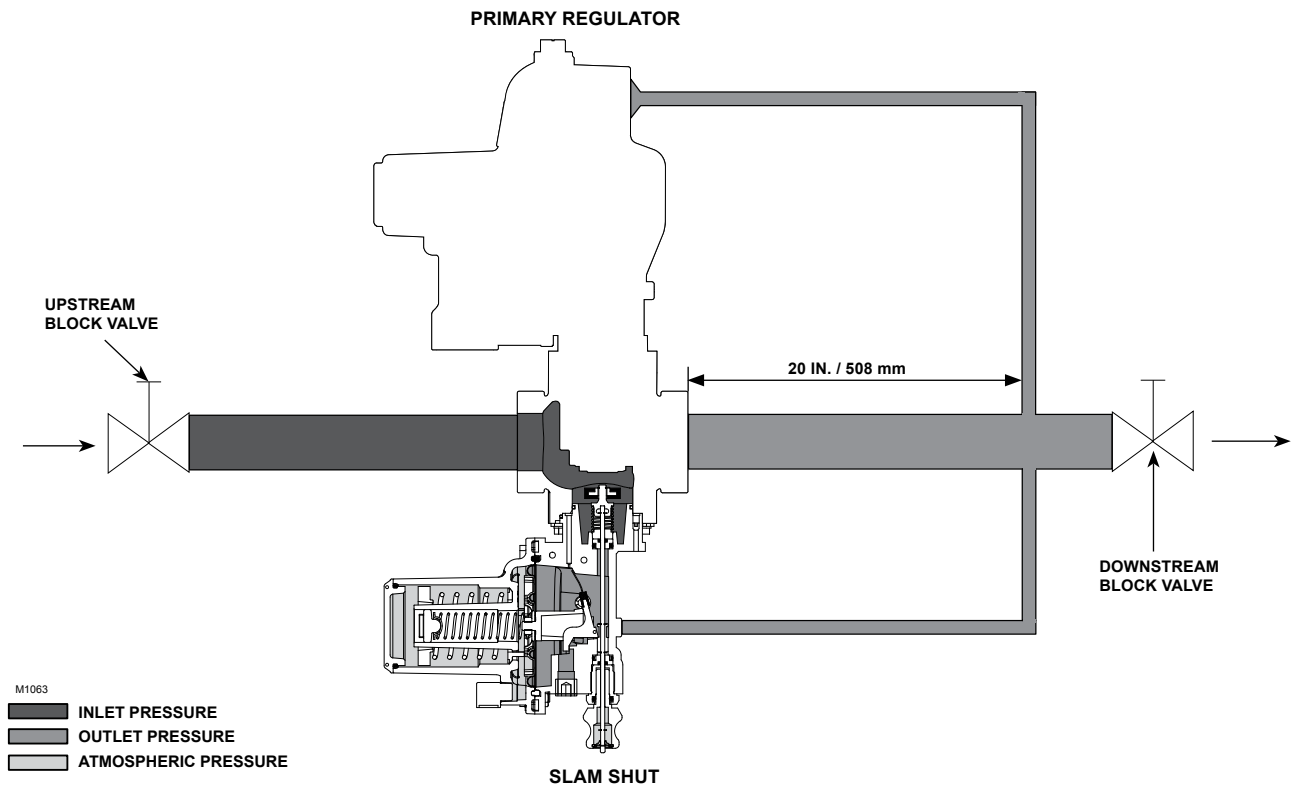 PRIMARY REGULATOR
UPSTREAM
BLOCK VALVE
20 IN. / 508 mm
DOWNSTREAM
BLOCK VALVE
M1063
INLET PRESSURE
OUTLET PRESSURE
ATMOSPHERIC PRESSURE
SLAM SHUT